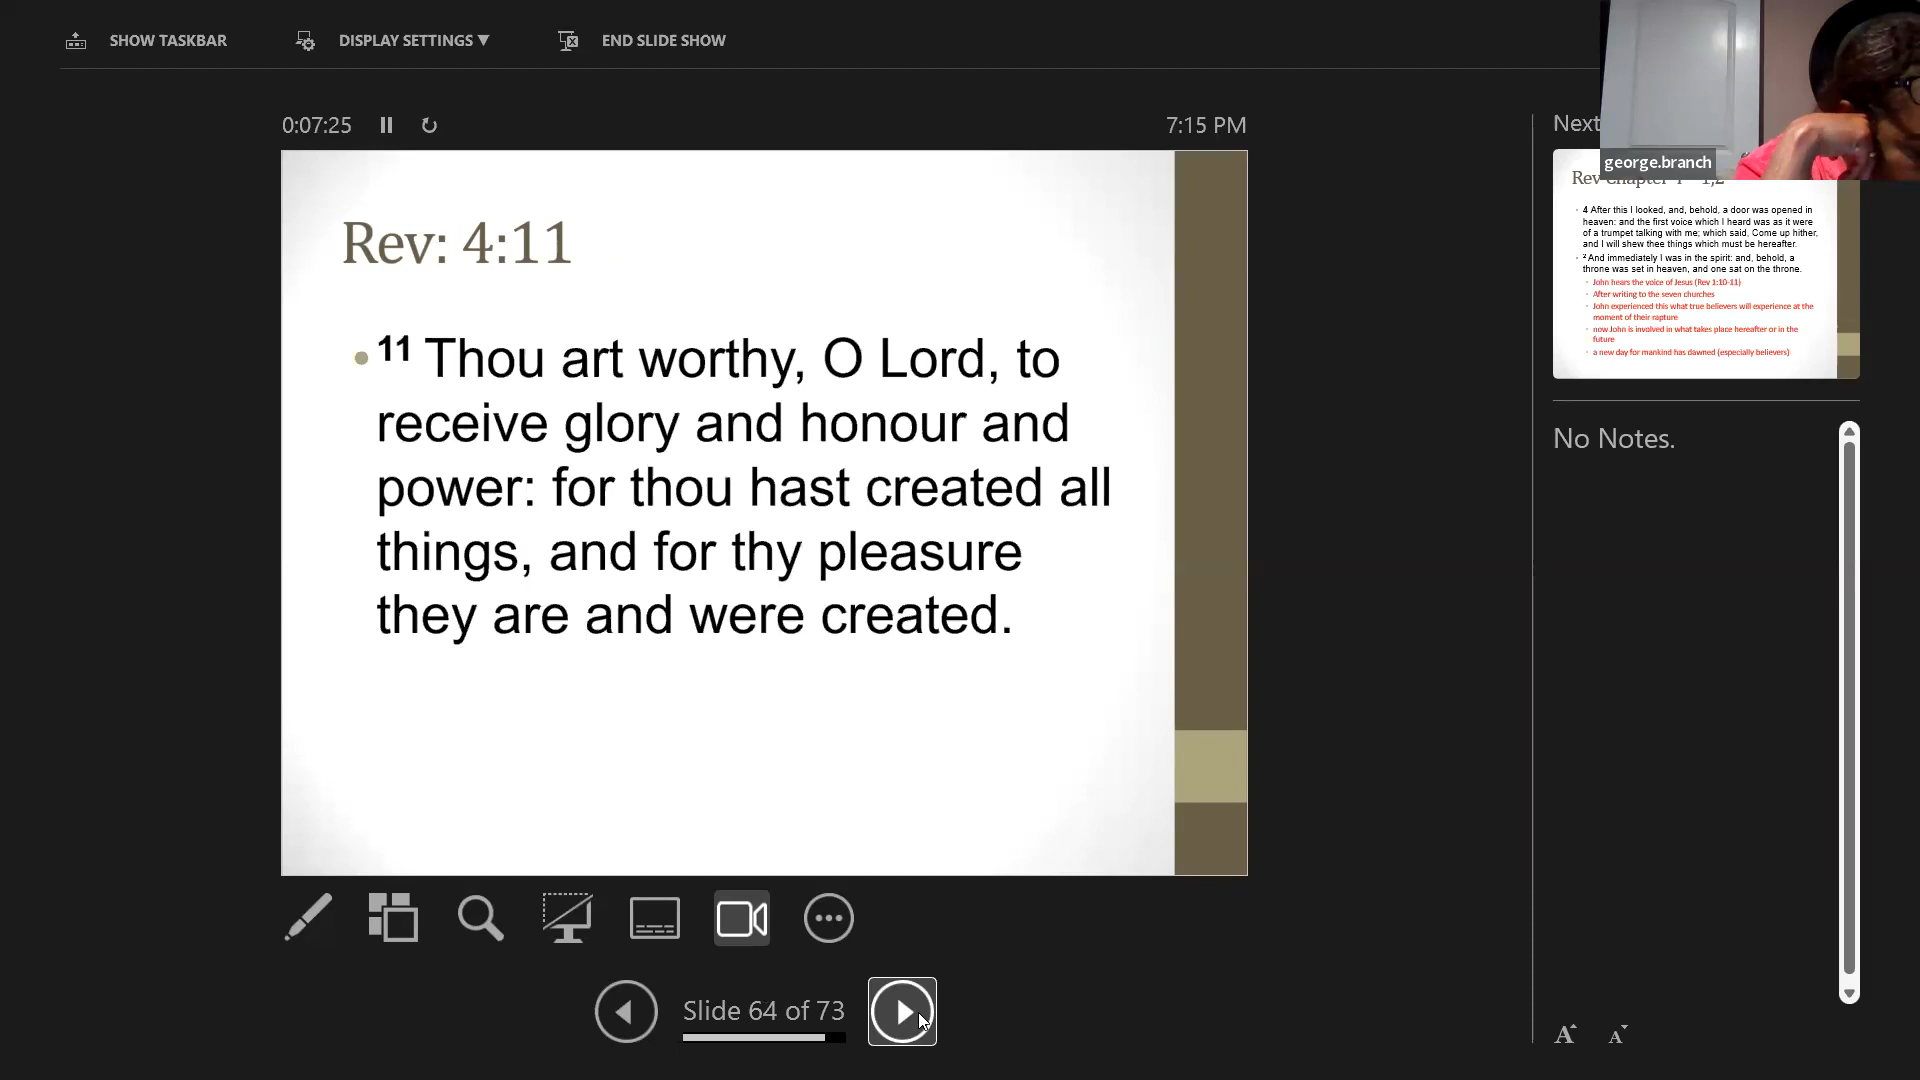 SHOW TASKBAR DISPLAY SETTINGS ▼ END SLIDE SHOW
0:07:25 7:15 PM
Rev: 4:11
• 11 Thou art worthy, O Lord, to
receive glory and honour and
power: for thou hast created all
things, and for thy pleasure
they are and were created.
Slide 64 of 73
Next
george.branch
Rev Chapter 4 – 1,2
• 4 After this I looked, and, behold, a door was opened in
heaven: and the first voice which I heard was as it were
of a trumpet talking with me; which said, Come up hither,
and I will shew thee things which must be hereafter.
• 2 And immediately I was in the spirit: and, behold, a
throne was set in heaven, and one sat on the throne.
• John hears the voice of Jesus (Rev 1:10-11)
• After writing to the seven churches
• John experienced this what true believers will experience at the
moment of their rapture
• now John is involved in what takes place hereafter or in the
future
• a new day for mankind has dawned (especially believers)
No Notes.
A A